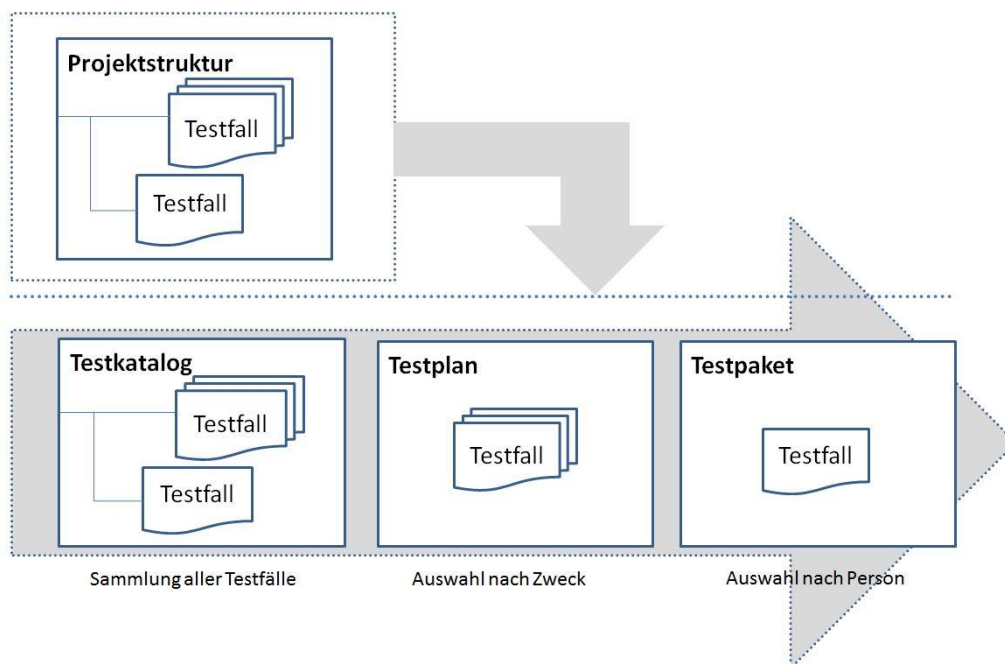 Projektstruktur
Testfall
Testfall
Testkatalog
Testfall
Testfall
Testplan
Testfall
Testpaket
Testfall
Sammlung aller Testfälle
Auswahl nach Zweck
Auswahl nach Person